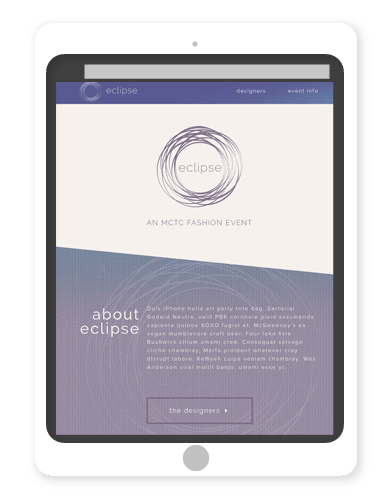 eclipse
designers event info
eclipse
AN MCTC FASHION EVENT
about
eclipse
Duis iPhone hella art party tote bag. Sartorial
Godard Neutra, velit PBR cornhole plaid assumenda
sapiente quinoa XOXO fugiat et. McSweeney's ex
vegan mumblecore craft beer. Four loko fixie
Bushwick cillum umami cred. Consequat selvage
cliche chambray, Marfa proident whatever cray
disrupt labore. Keffiyeh culpa veniam chambray, Wes
Anderson viral mollit banjo, umami esse yr.
the designers